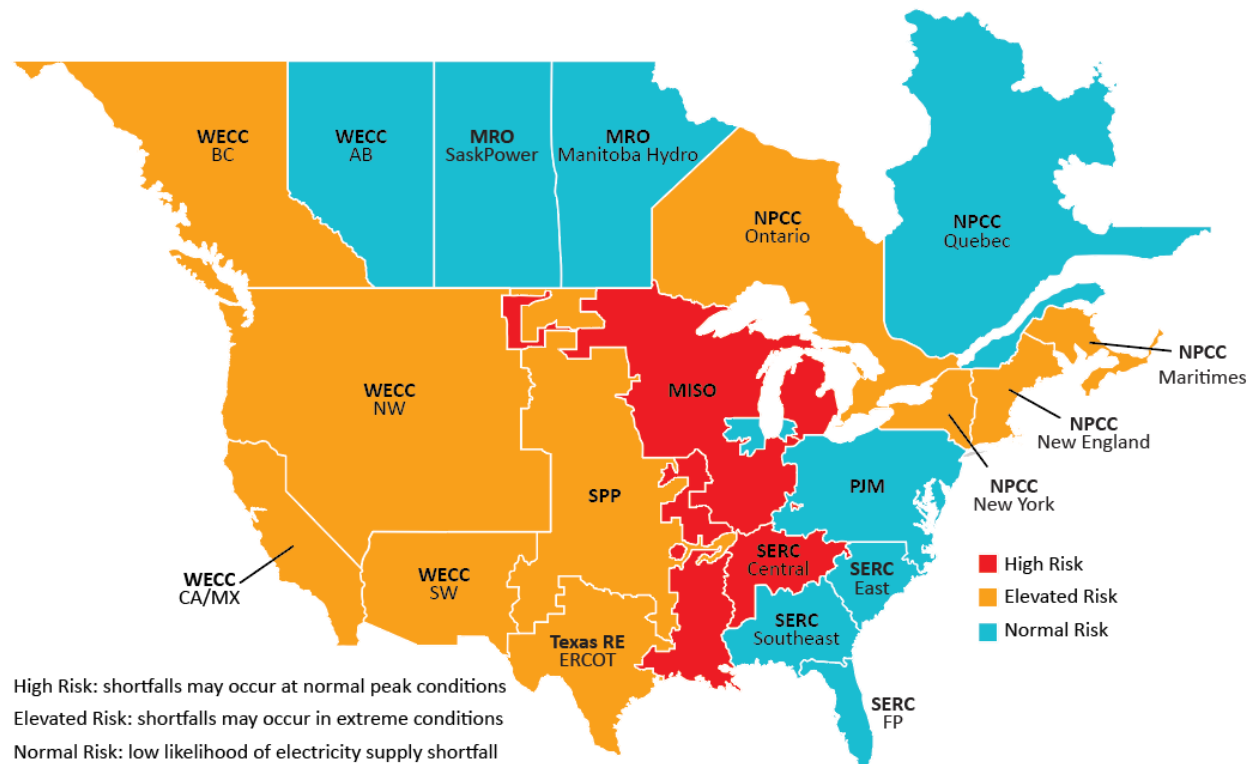 WECC
BC
WECC
AB
MRO
SaskPower
MRO
Manitoba Hydro
NPCC
Ontario
NPCC
Quebec
NPCC
Maritimes
NPCC
New England
NPCC
New York
WECC
NW
MISO
SPP
PJM
WECC
CA/MX
WECC
SW
SERC
Central
SERC
East
SERC
Southeast
Texas RE
ERCOT
SERC
FP
High Risk
Elevated Risk
Normal Risk
High Risk: shortfalls may occur at normal peak conditions
Elevated Risk: shortfalls may occur in extreme conditions
Normal Risk: low likelihood of electricity supply shortfall